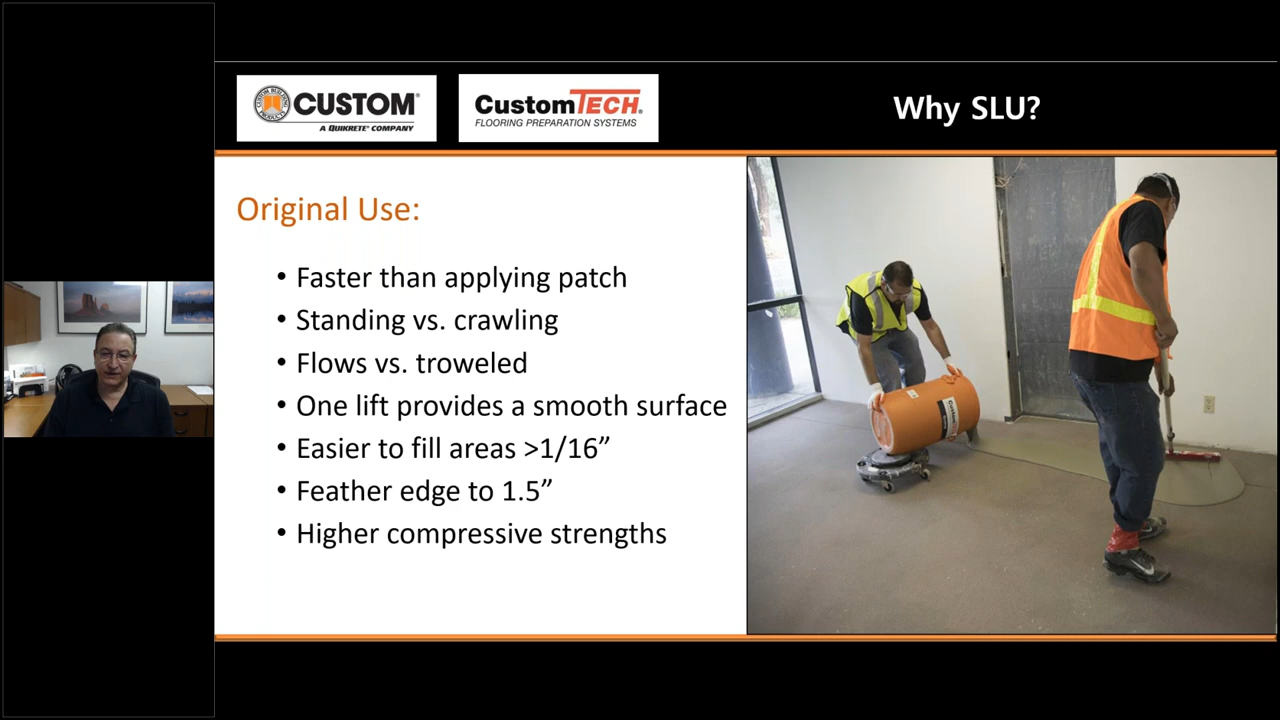 CUSTOM®
A QUIKRETE® COMPANY
CustomTECH®
FLOORING PREPARATION SYSTEMS
Why SLU?
Original Use:
• Faster than applying patch
• Standing vs. crawling
• Flows vs. troweled
• One lift provides a smooth surface
• Easier to fill areas >1/16”
• Feather edge to 1.5”
• Higher compressive strengths